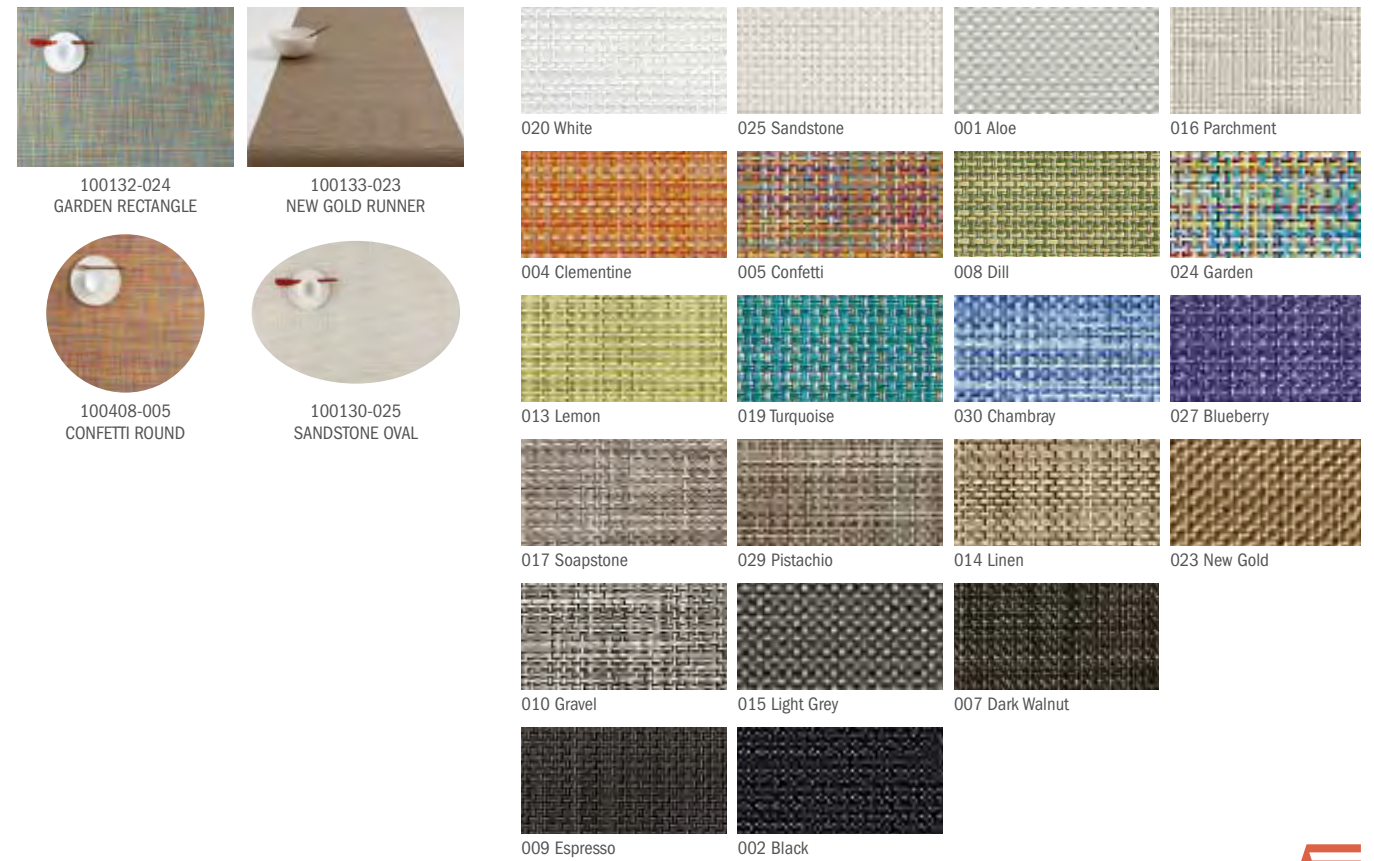 100132-024
GARDEN RECTANGLE
100133-023
NEW GOLD RUNNER
100408-005
CONFETTI ROUND
100130-025
SANDSTONE OVAL
020 White
025 Sandstone
001 Aloe
016 Parchment
004 Clementine
005 Confetti
008 Dill
024 Garden
013 Lemon
019 Turquoise
030 Chambray
027 Blueberry
017 Soapstone
029 Pistachio
014 Linen
023 New Gold
010 Gravel
015 Light Grey
007 Dark Walnut
009 Espresso
002 Black